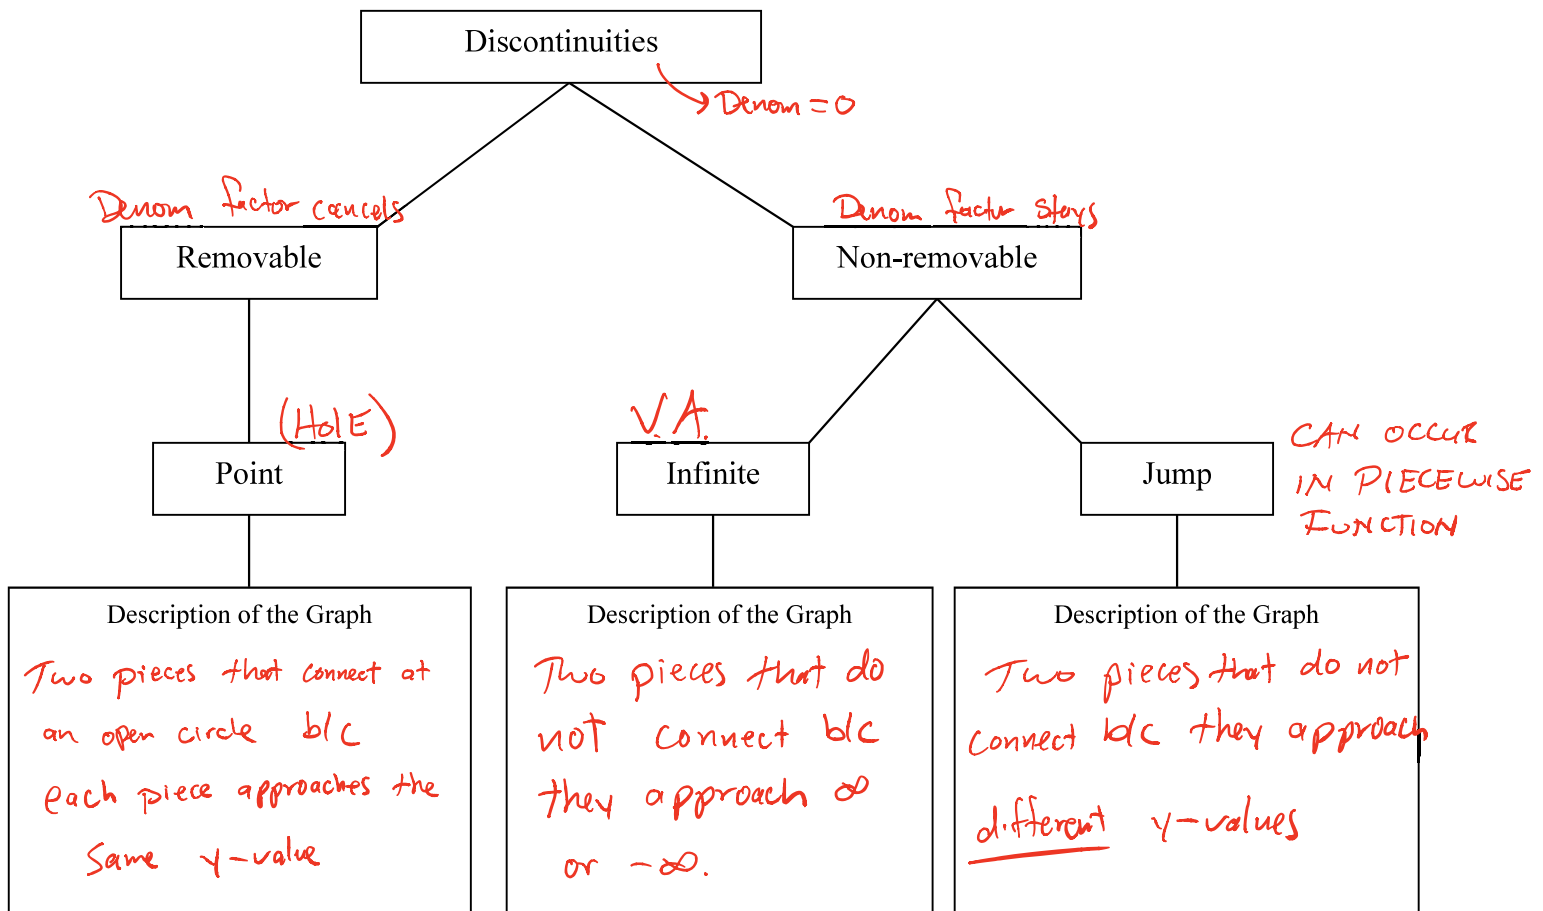 Discontinuities
Denom = 0
Denom factor cancels
Denom factor stays
Removable
Non-removable
(HOLE)
V.A.
Point
Infinite
Jump
CAN OCCUR
IN PIECEWISE
FUNCTION
Description of the Graph
Two pieces that connect at
an open circle b/c
each piece approaches the
same y-value
Description of the Graph
Two pieces that do
not connect b/c
they approach ∞
or -∞.
Description of the Graph
Two pieces that do not
connect b/c they approach
different y-values